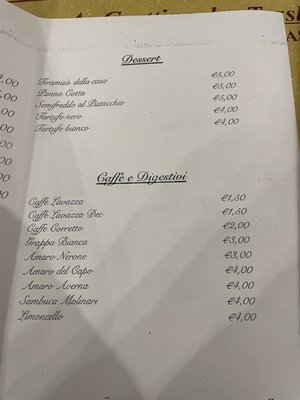 Dessert
Tiramisù della casa €5,00
Panna Cotta €5,00
Semifreddo al Pistacchio €5,00
Tartufo nero €4,00
Tartufo bianco €4,00
Caffè e Digestivi
Caffè Lavazza €1,50
Caffè Lavazza Dec €1,50
Caffè Corretto €2,00
Grappa Bianca €3,00
Amaro Nerone €3,00
Amaro del Capo €4,00
Amaro Averna €4,00
Sambuca Molinari €4,00
Limoncello €4,00